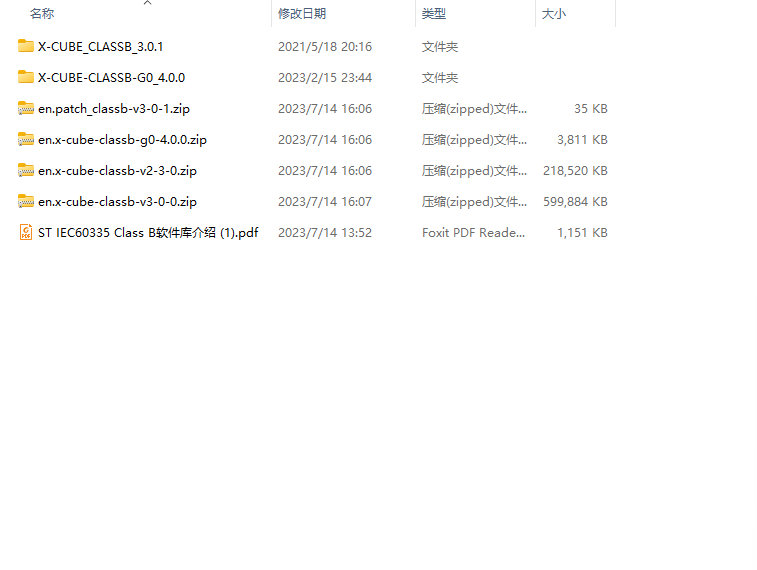 名称 修改日期 类型 大小
X-CUBE_CLASSB_3.0.1 2021/5/18 20:16 文件夹
X-CUBE-CLASSB-G0_4.0.0 2023/2/15 23:44 文件夹
en.patch_classb-v3-0-1.zip 2023/7/14 16:06 压缩(zipped)文件... 35 KB
en.x-cube-classb-g0-4.0.0.zip 2023/7/14 16:06 压缩(zipped)文件... 3,811 KB
en.x-cube-classb-v2-3-0.zip 2023/7/14 16:06 压缩(zipped)文件... 218,520 KB
en.x-cube-classb-v3-0-0.zip 2023/7/14 16:07 压缩(zipped)文件... 599,884 KB
ST IEC60335 Class B软件库介绍 (1).pdf 2023/7/14 13:52 Foxit PDF Reade... 1,151 KB